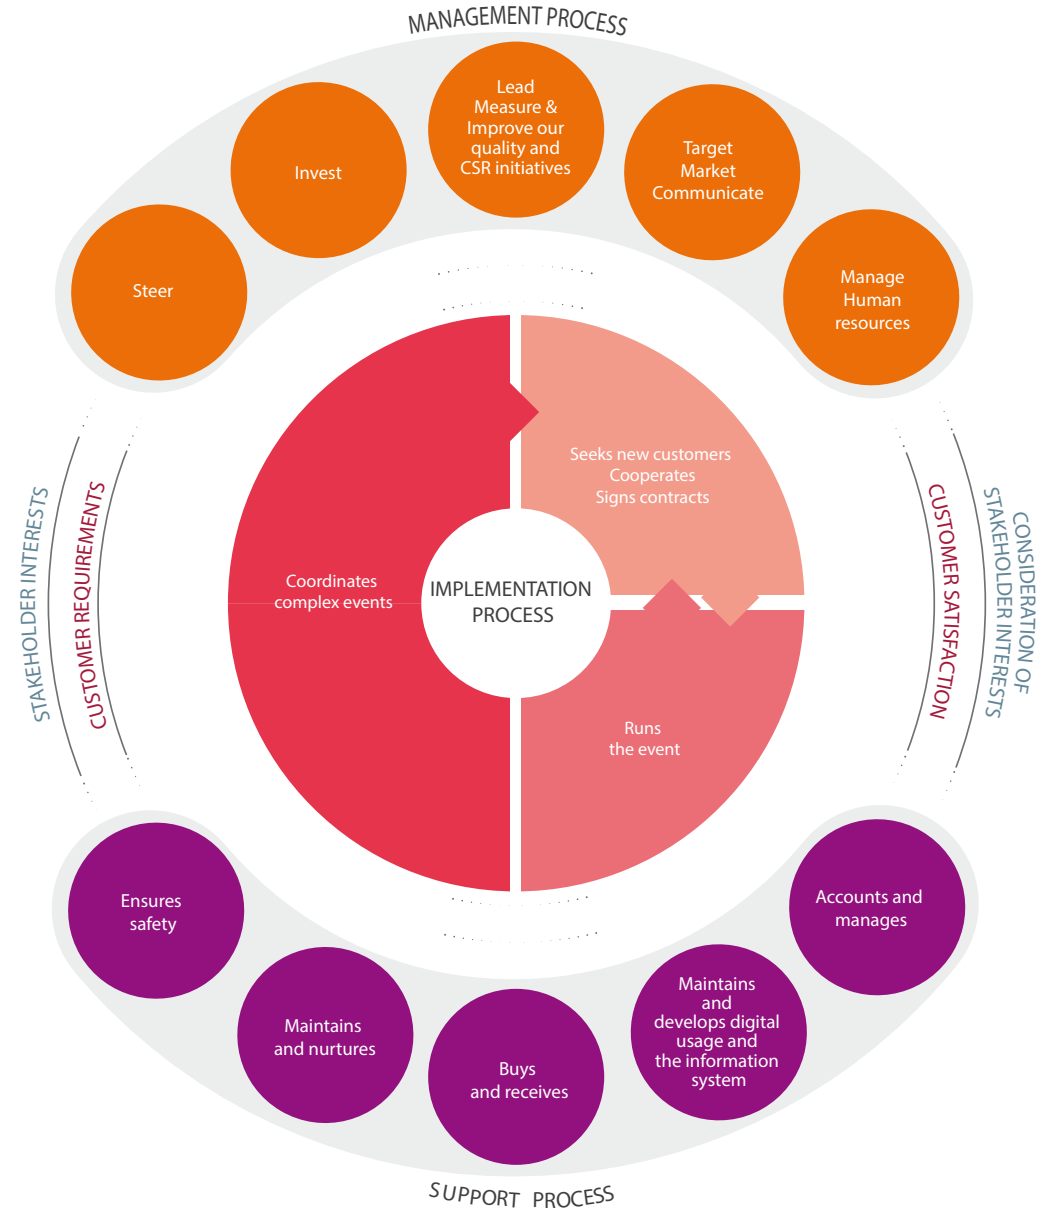 MANAGEMENT PROCESS
Lead
Measure &
Improve our
quality and
CSR initiatives
Invest
Target
Market
Communicate
Steer
Manage
Human
resources
STAKEHOLDER INTERESTS
CUSTOMER REQUIREMENTS
Seeks new customers
Cooperates
Signs contracts
Coordinates
complex events
IMPLEMENTATION
PROCESS
Runs
the event
CUSTOMER SATISFACTION
CONSIDERATION OF
STAKEHOLDER INTERESTS
Ensures
safety
Maintains
and nurtures
Buys
and receives
Maintains
and
develops digital
usage and
the information
system
Accounts and
manages
SUPPORT PROCESS